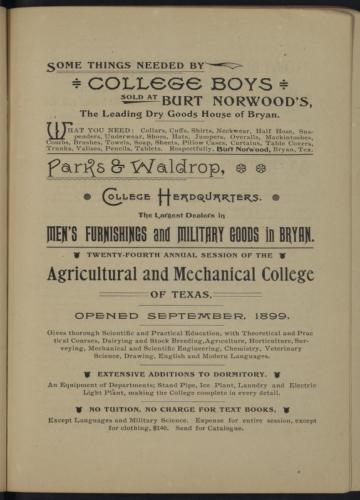 SOME THINGS NEEDED BY
COLLEGE BOYS
SOLD AT BURT NORWOOD'S,
The Leading Dry Goods House of Bryan.
WHAT YOU NEED: Collars, Cuffs, Shirts, Neckwear, Half Hose, Sus-
penders, Underwear, Shoes, Hats, Jumpers, Overalls, Mackintoshes,
Combs, Brushes, Towels, Soap, Sheets, Pillow Cases, Curtains, Table Covers,
Trunks, Valises, Pencils, Tablets. Respectfully, Burt Norwood, Bryan, Tex.
Parks & Waldrop,
COLLEGE HEADQUARTERS.
The Largest Dealers in
MEN'S FURNISHINGS and MILITARY GOODS in BRYAN.
TWENTY-FOURTH ANNUAL SESSION OF THE
Agricultural and Mechanical College
OF TEXAS.
OPENED SEPTEMBER, 1899.
Gives thorough Scientific and Practical Education, with Theoretical and Prac
tical Courses, Dairying and Stock Breeding, Agriculture, Horticulture, Sur-
veying, Mechanical and Scientific Engineering, Chemistry, Veterinary
Science, Drawing, English and Modern Languages.
EXTENSIVE ADDITIONS TO DORMITORY.
An Equipment of Departments; Stand Pipe, Ice Plant, Laundry and Electric
Light Plant, making the College complete in every detail.
NO TUITION, NO CHARGE FOR TEXT BOOKS,
Except Languages and Military Science. Expense for entire session, except
for clothing, $140. Send for Catalogue.